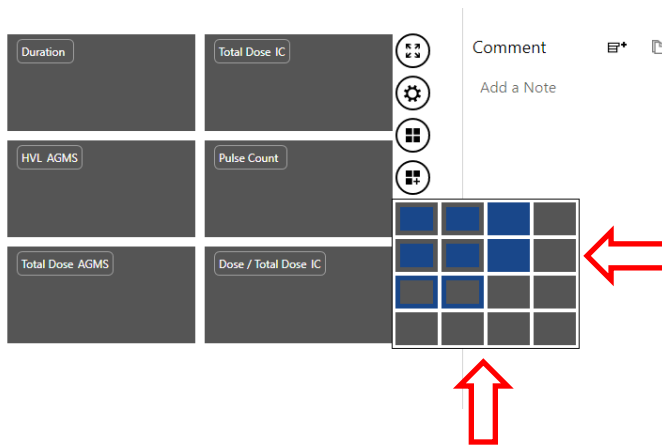 Duration
Total Dose IC
HVL AGMS
Pulse Count
Total Dose AGMS
Dose / Total Dose IC
Comment
Add a Note